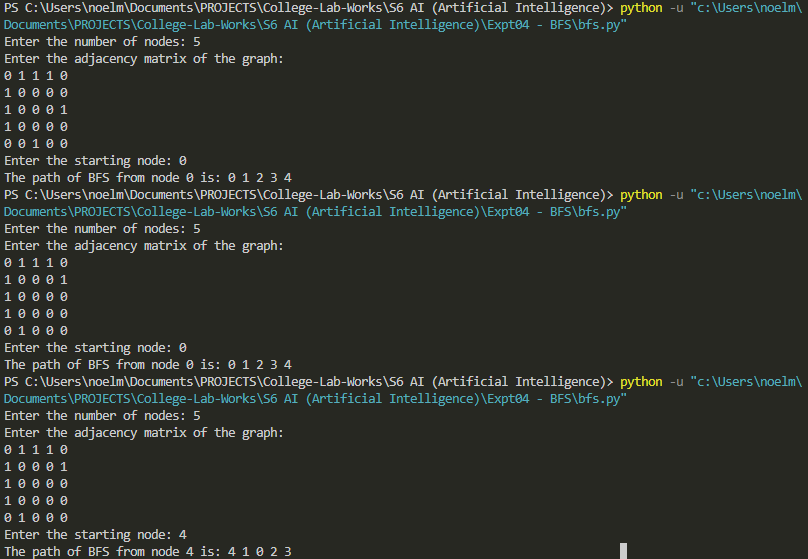 PS C:\Users\noelm\Documents\PROJECTS\College-Lab-Works\S6 AI (Artificial Intelligence)> python -u "c:\Users\noelm\
Documents\PROJECTS\College-Lab-Works\S6 AI (Artificial Intelligence)\Expt04 - BFS\bfs.py"
Enter the number of nodes: 5
Enter the adjacency matrix of the graph:
0 1 1 1 0
1 0 0 0 0
1 0 0 0 1
1 0 0 0 0
0 0 1 0 0
Enter the starting node: 0
The path of BFS from node 0 is: 0 1 2 3 4
PS C:\Users\noelm\Documents\PROJECTS\College-Lab-Works\S6 AI (Artificial Intelligence)> python -u "c:\Users\noelm\
Documents\PROJECTS\College-Lab-Works\S6 AI (Artificial Intelligence)\Expt04 - BFS\bfs.py"
Enter the number of nodes: 5
Enter the adjacency matrix of the graph:
0 1 1 1 0
1 0 0 0 1
1 0 0 0 0
1 0 0 0 0
0 1 0 0 0
Enter the starting node: 0
The path of BFS from node 0 is: 0 1 2 3 4
PS C:\Users\noelm\Documents\PROJECTS\College-Lab-Works\S6 AI (Artificial Intelligence)> python -u "c:\Users\noelm\
Documents\PROJECTS\College-Lab-Works\S6 AI (Artificial Intelligence)\Expt04 - BFS\bfs.py"
Enter the number of nodes: 5
Enter the adjacency matrix of the graph:
0 1 1 1 0
1 0 0 0 1
1 0 0 0 0
1 0 0 0 0
0 1 0 0 0
Enter the starting node: 4
The path of BFS from node 4 is: 4 1 0 2 3